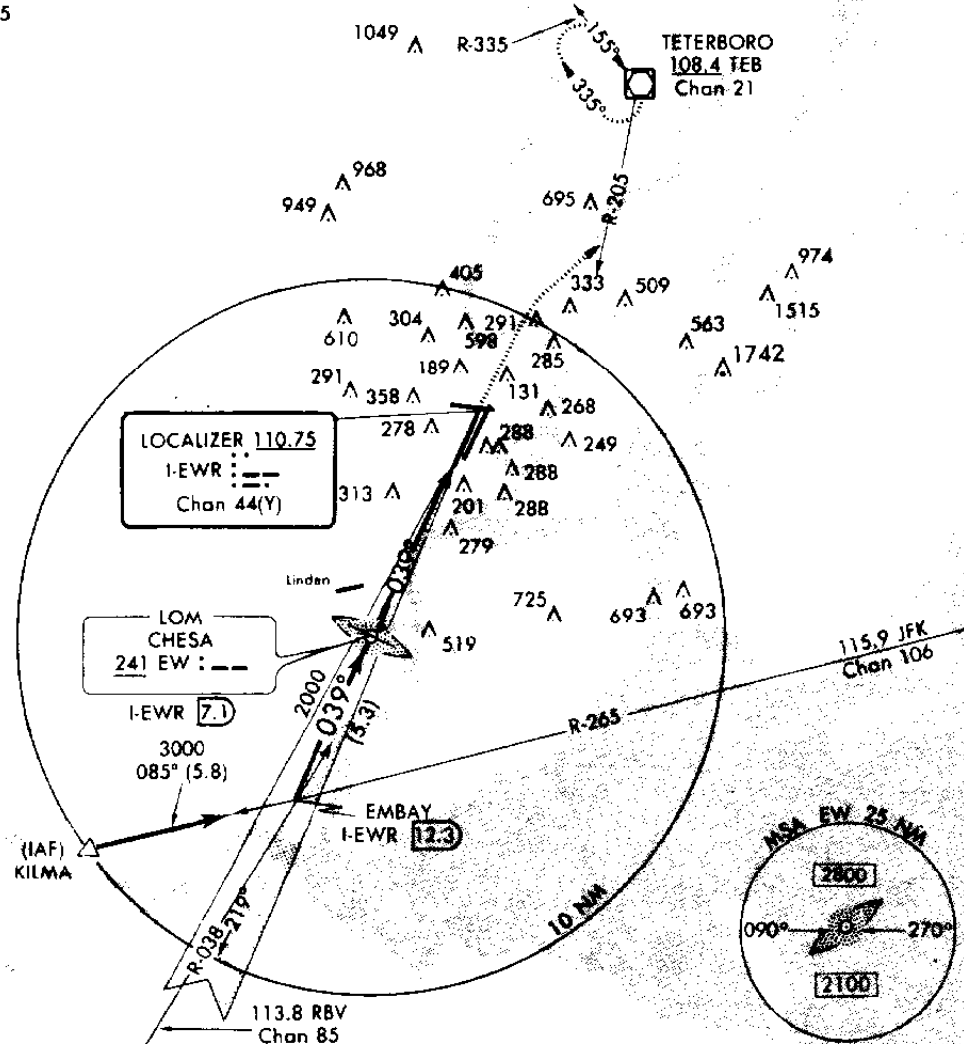 5
1049
R-335
155°
335°
TETERBORO
108.4 TEB
Chan 21
968
949
695
R-205
974
405
333
509
1515
610
304
598
291
285
563
1742
189
291
358
131
268
278
288
249
LOCALIZER 110.75
I-EWR
Chan 44(Y)
313
288
201
288
279
039°
Linden
725
693
693
LOM
CHESA
241 EW
519
115.9 JFK
Chan 106
2000
039°
(5.3)
I-EWR 7.1
R-265
3000
085° (5.8)
EMBAY
I-EWR 12.3
(IAF)
KILMA
MSA EW 25 NM
2800
090°
270°
2100
10 NM
R-038
219°
113.8 RBV
Chan 85